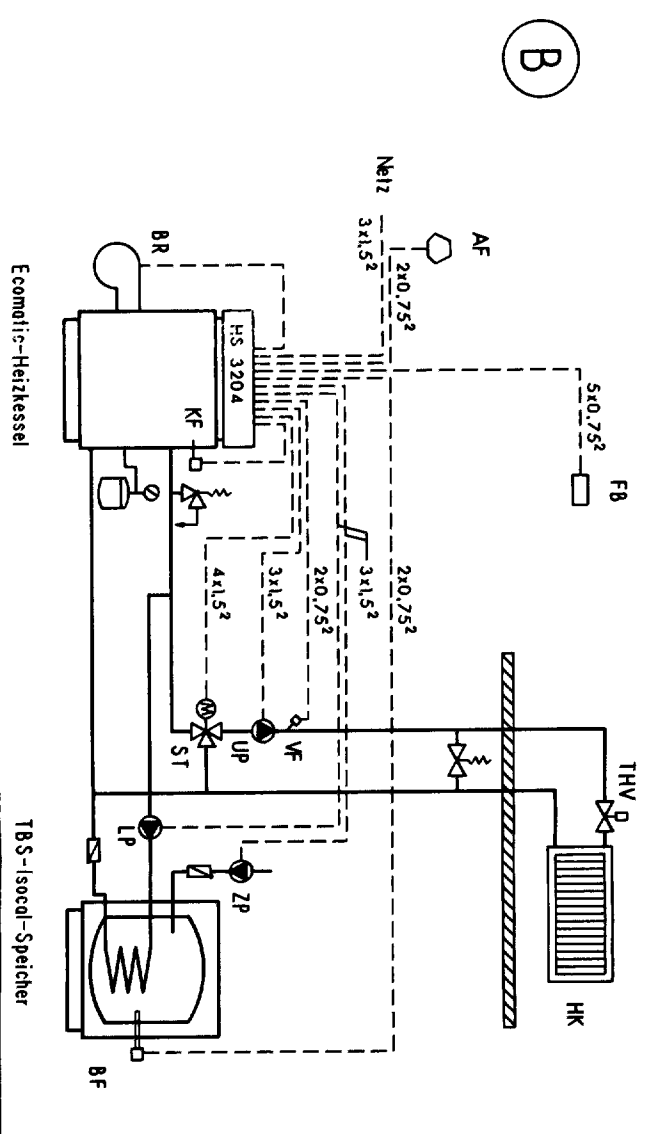 B
Netz
3x1,5²
AF
2x0,75²
5x0,75²
FB
BR
HS 3204
KF
4x1,5²
3x1,5²
2x0,75²
3x1,5²
2x0,75²
THV
ST
UP
VF
LP
ZP
HK
BF
Ecomatic-Heizkessel
TBS-Isocal-Speicher
M